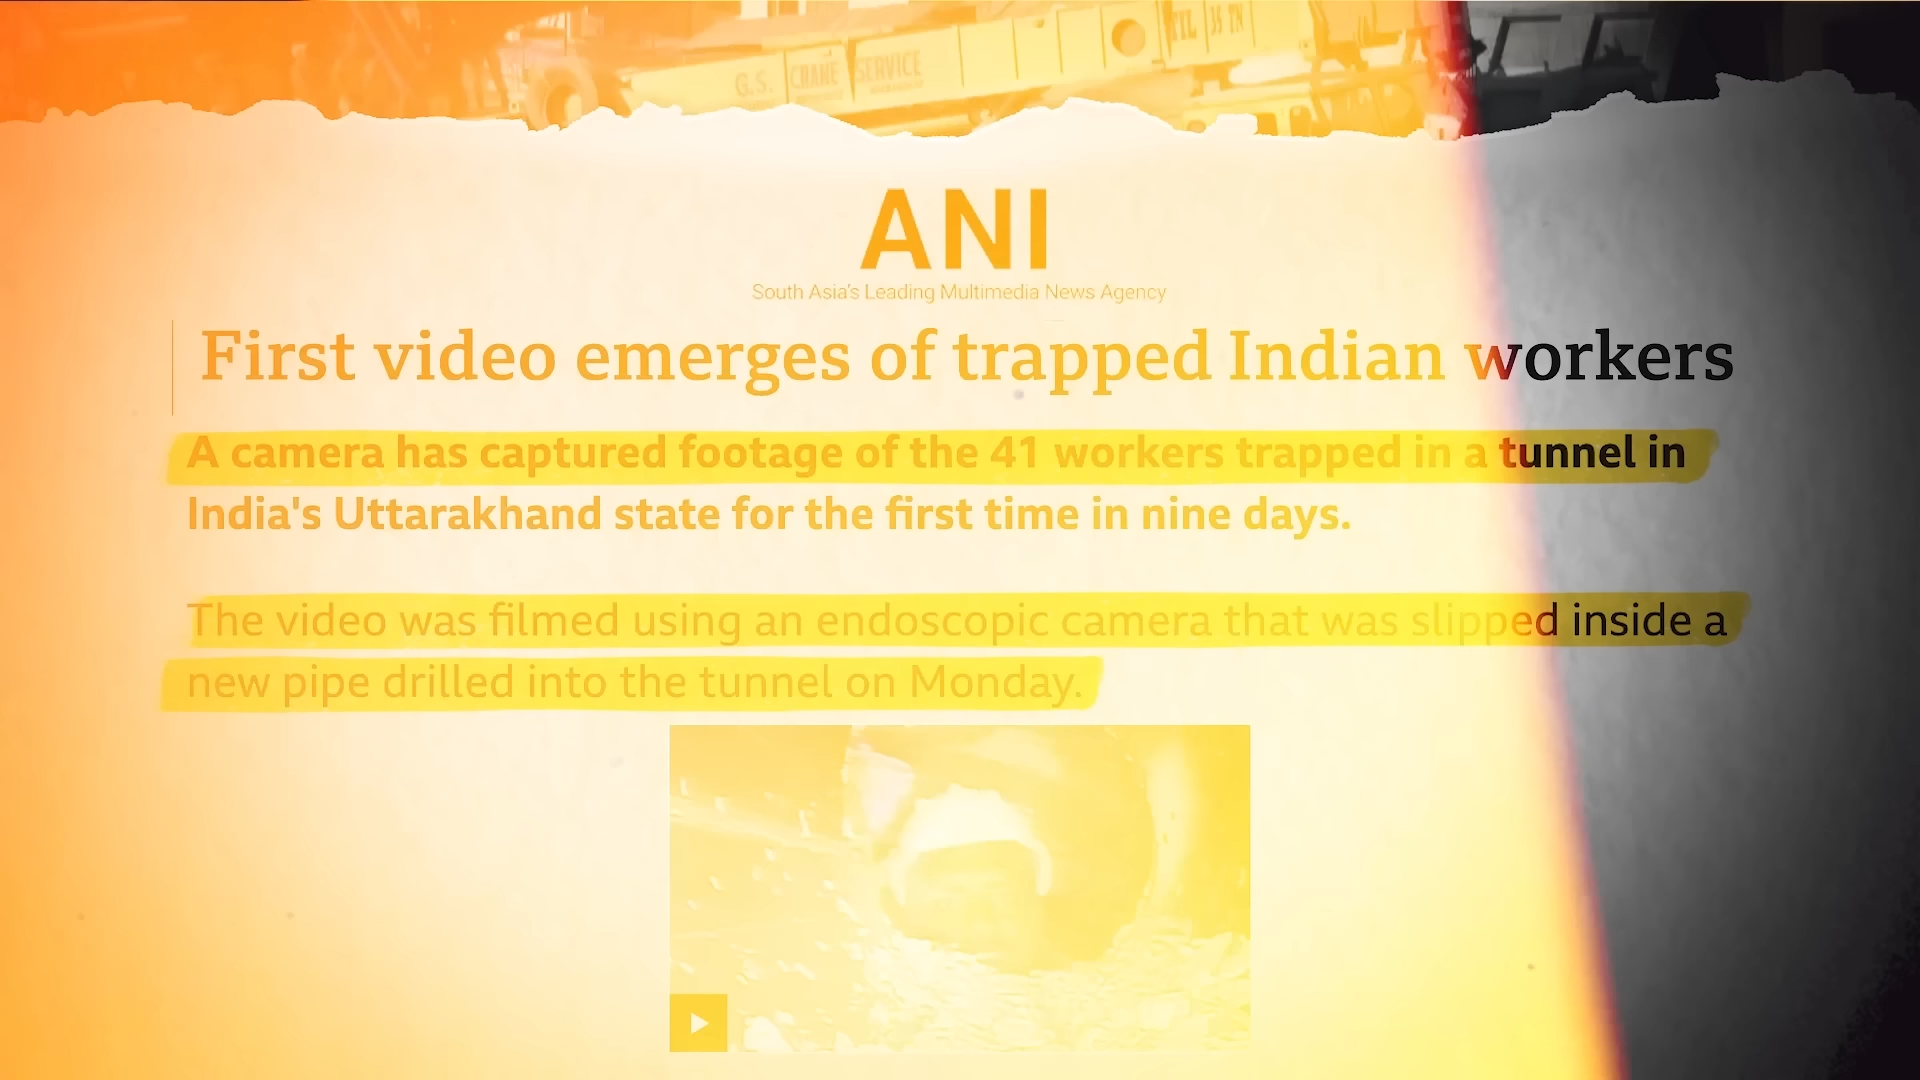 G.S. CRANE SERVICE
TIL 35 TN
ANI
South Asia's Leading Multimedia News Agency
First video emerges of trapped Indian workers
A camera has captured footage of the 41 workers trapped in a tunnel in
India's Uttarakhand state for the first time in nine days.
The video was filmed using an endoscopic camera that was slipped inside a
new pipe drilled into the tunnel on Monday.